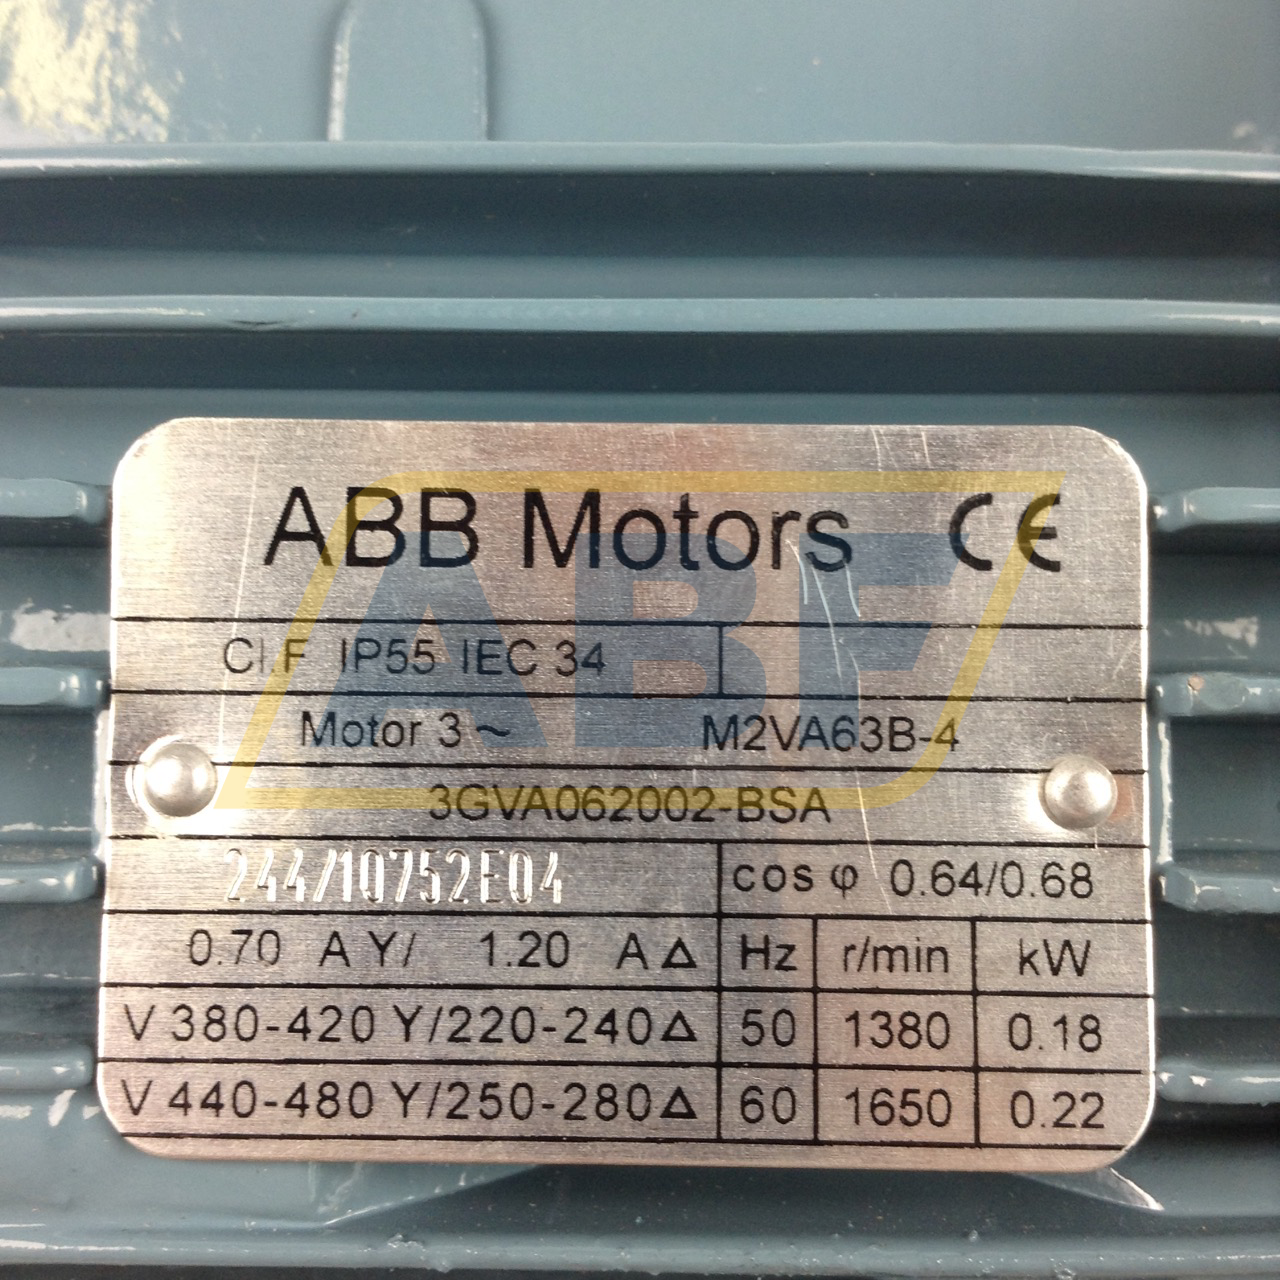 ABB Motors CE
Cl.F IP55 IEC 34
Motor 3~ M2VA63B-4
3GVA062002-BSA
244/10752E04 cos φ 0.64/0.68
0.70 A Y/ 1.20 A Δ Hz r/min kW
V 380-420 Y/220-240 Δ 50 1380 0.18
V 440-480 Y/250-280 Δ 60 1650 0.22
ABF